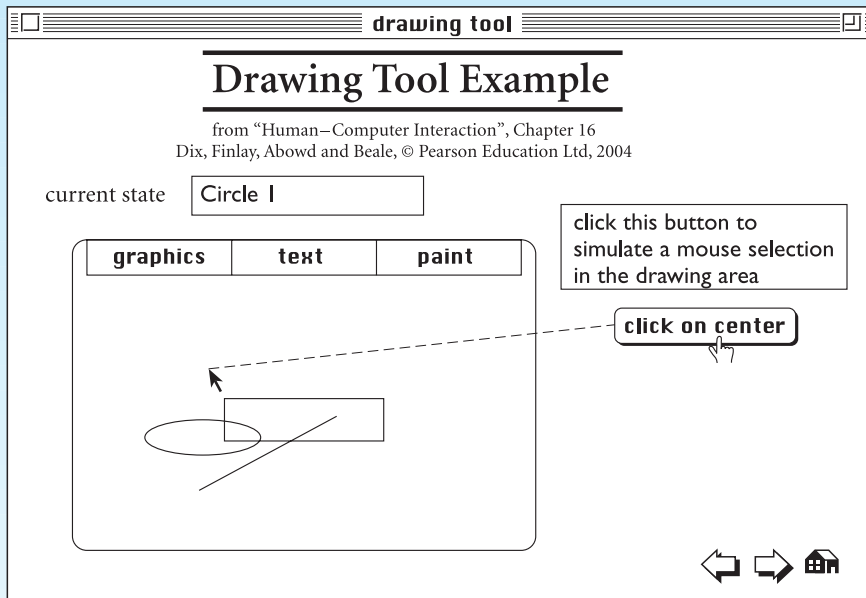 drawing tool
Drawing Tool Example
from “Human–Computer Interaction”, Chapter 16
Dix, Finlay, Abowd and Beale, © Pearson Education Ltd, 2004
current state
Circle 1
click this button to
simulate a mouse selection
in the drawing area
graphics text paint
click on center